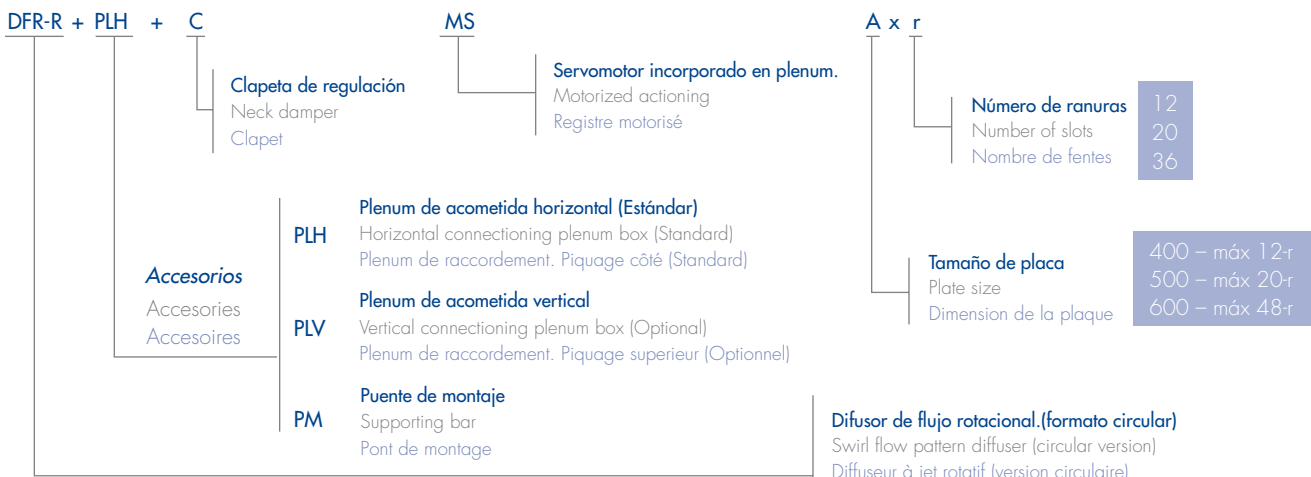 DFR-R + PLH + C MS A x r
Clapeta de regulación
Neck damper
Clapet
Servomotor incorporado en plenum.
Motorized actioning
Registre motorisé
Número de ranuras
Number of slots
Nombre de fentes
12
20
36
Accesorios
Accesories
Accesoires
PLH
Plenum de acometida horizontal (Estándar)
Horizontal connectioning plenum box (Standard)
Plenum de raccordement. Piquage côté (Standard)
PLV
Plenum de acometida vertical
Vertical connectioning plenum box (Optional)
Plenum de raccordement. Piquage superieur (Optionnel)
PM
Puente de montaje
Supporting bar
Pont de montage
Tamaño de placa
Plate size
Dimension de la plaque
400 – máx 12-r
500 – máx 20-r
600 – máx 48-r
Difusor de flujo rotacional.(formato circular)
Swirl flow pattern diffuser (circular version)
Diffuseur à jet rotatif (version circulaire)